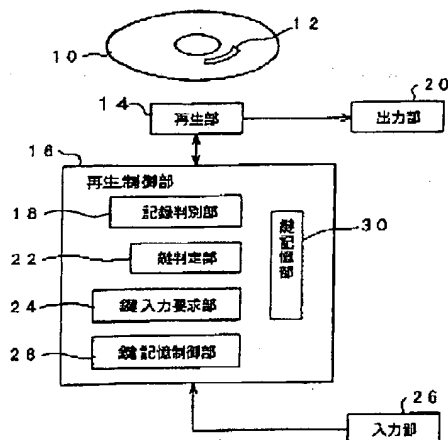 12
10
20
14
再生部
出力部
16
再生制御部
18
記録判別部
30
鍵記憶部
22
鍵判定部
24
鍵入力要求部
28
鍵記憶制御部
26
入力部